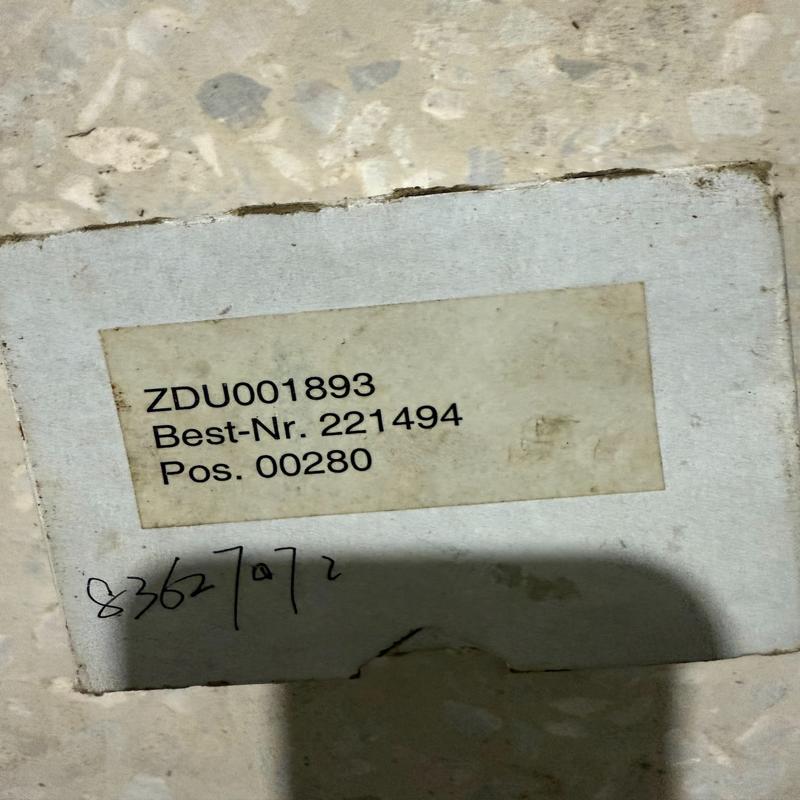 ZDU001893
Best-Nr. 221494
Pos. 00280
83627072